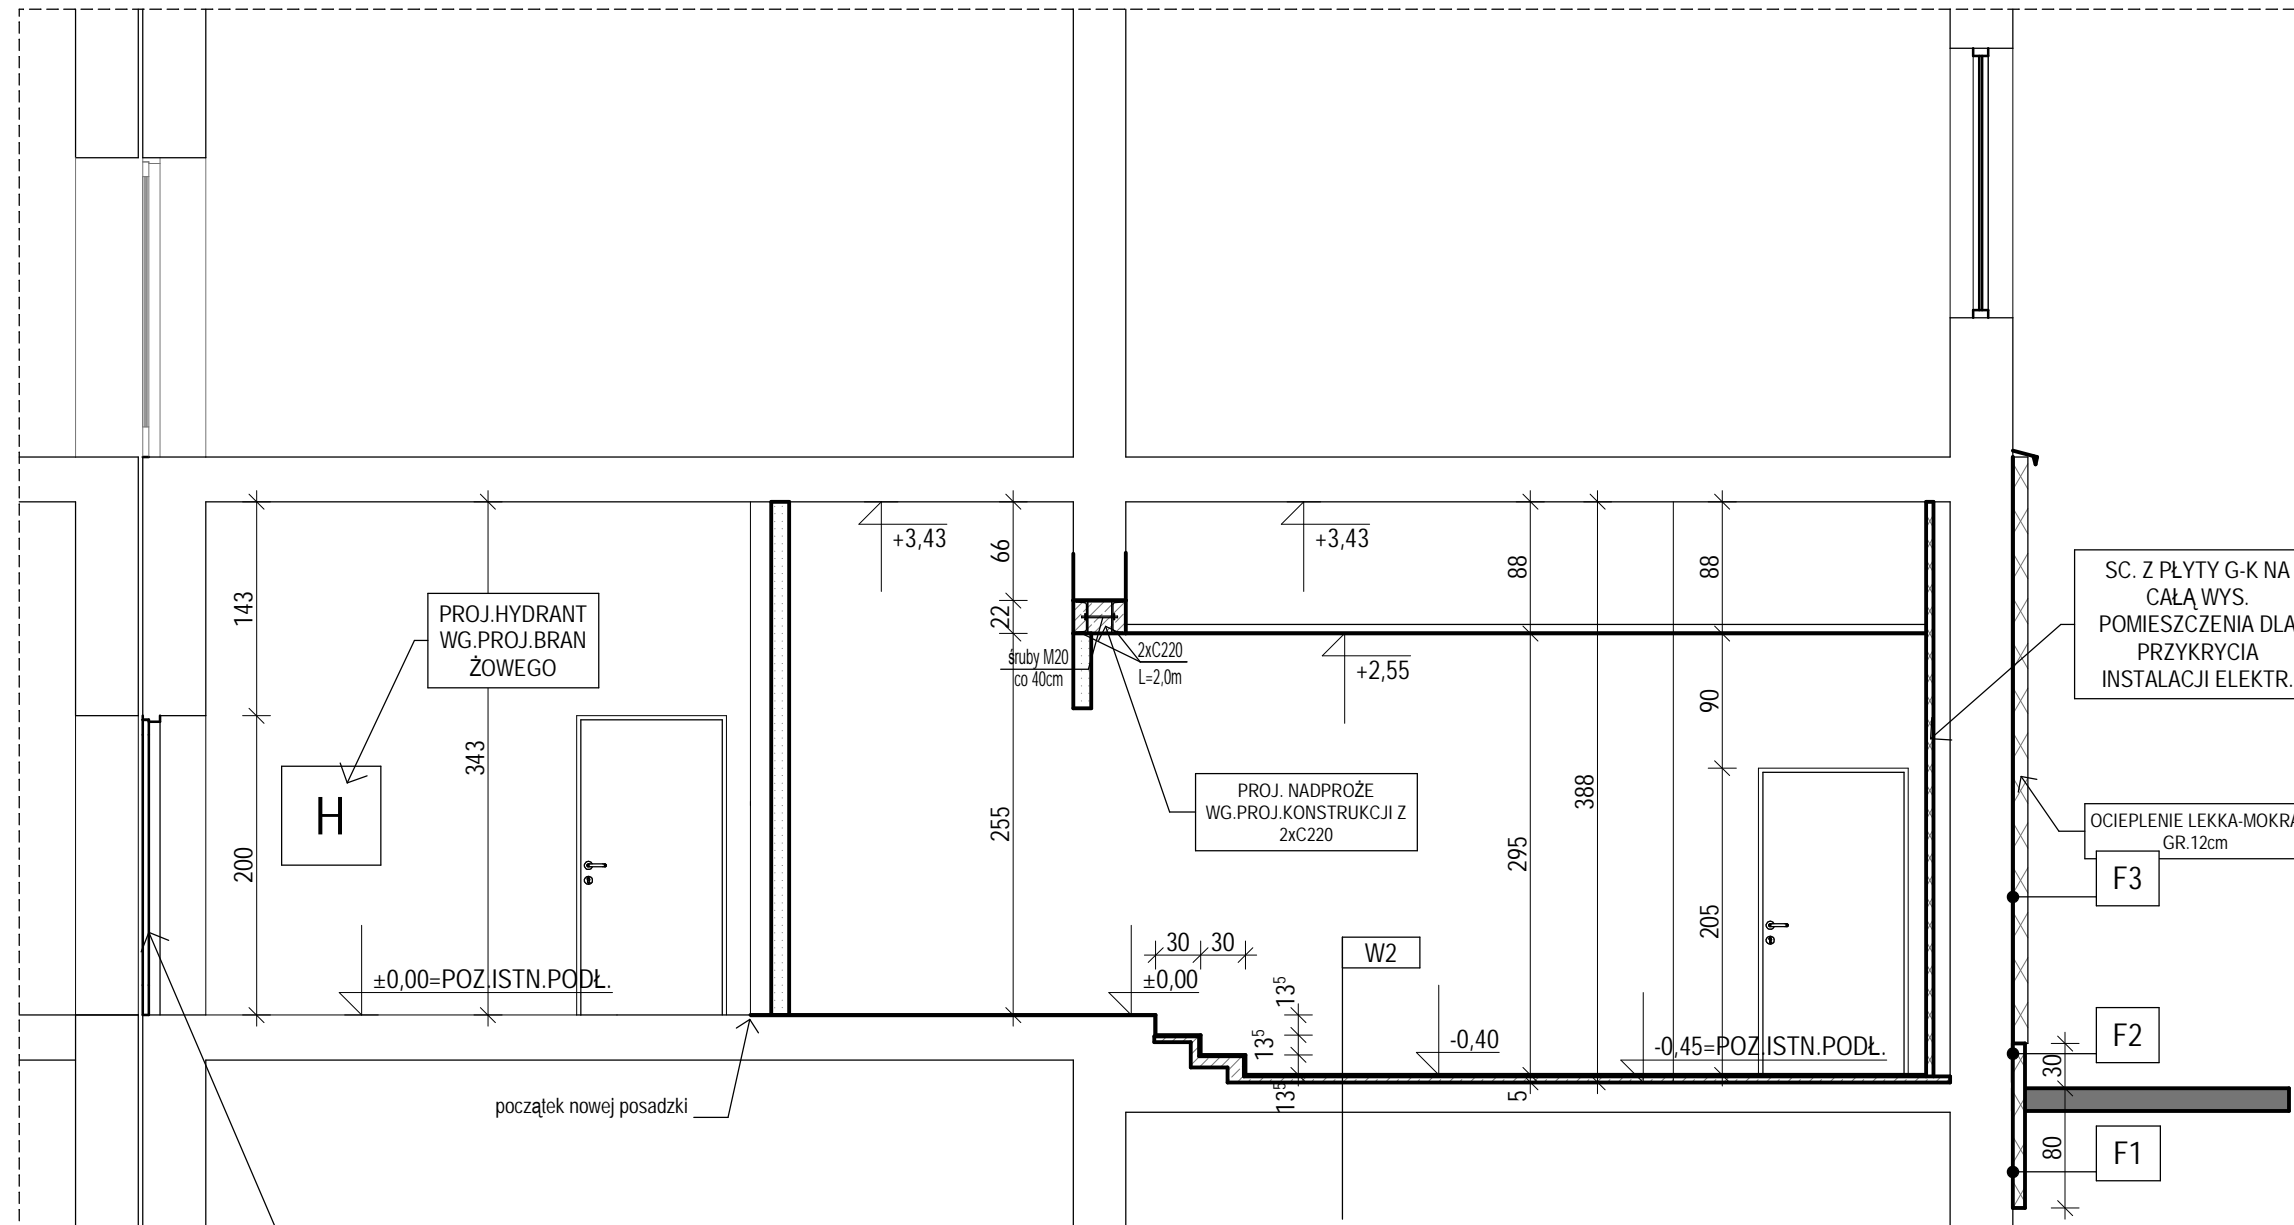 +3,43
+3,43
66
88
88
143
PROJ.HYDRANT
WG.PROJ.BRAN
ŻOWEGO
SC. Z PŁYTY G-K NA
CAŁĄ WYS.
POMIESZCZENIA DLA
PRZYKRYCIA
INSTALACJI ELEKTR.
22
śruby M20
co 40cm
2xC220
L=2,0m
+2,55
90
343
H
PROJ. NADPROŻE
WG.PROJ.KONSTRUKCJI Z
2xC220
388
255
295
200
205
OCIEPLENIE LEKKA-MOKRA
GR.12cm
F3
30
30
W2
±0,00=POZ.ISTN.PODŁ.
±0,00
13⁵
13⁵
13⁵
-0,40
-0,45=POZ.ISTN.PODŁ.
5
F2
30
początek nowej posadzki
80
F1